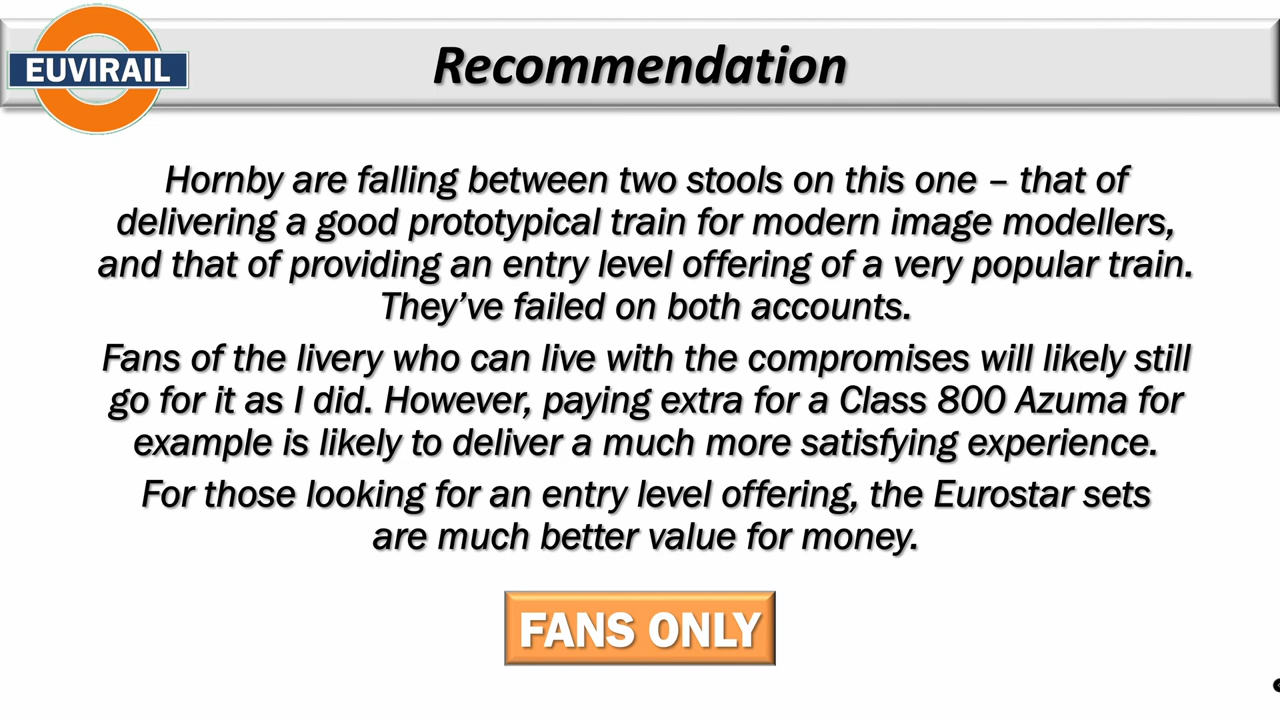 EUVIRAIL
Recommendation
Hornby are falling between two stools on this one – that of
delivering a good prototypical train for modern image modellers,
and that of providing an entry level offering of a very popular train.
They’ve failed on both accounts.
Fans of the livery who can live with the compromises will likely still
go for it as I did. However, paying extra for a Class 800 Azuma for
example is likely to deliver a much more satisfying experience.
For those looking for an entry level offering, the Eurostar sets
are much better value for money.
FANS ONLY